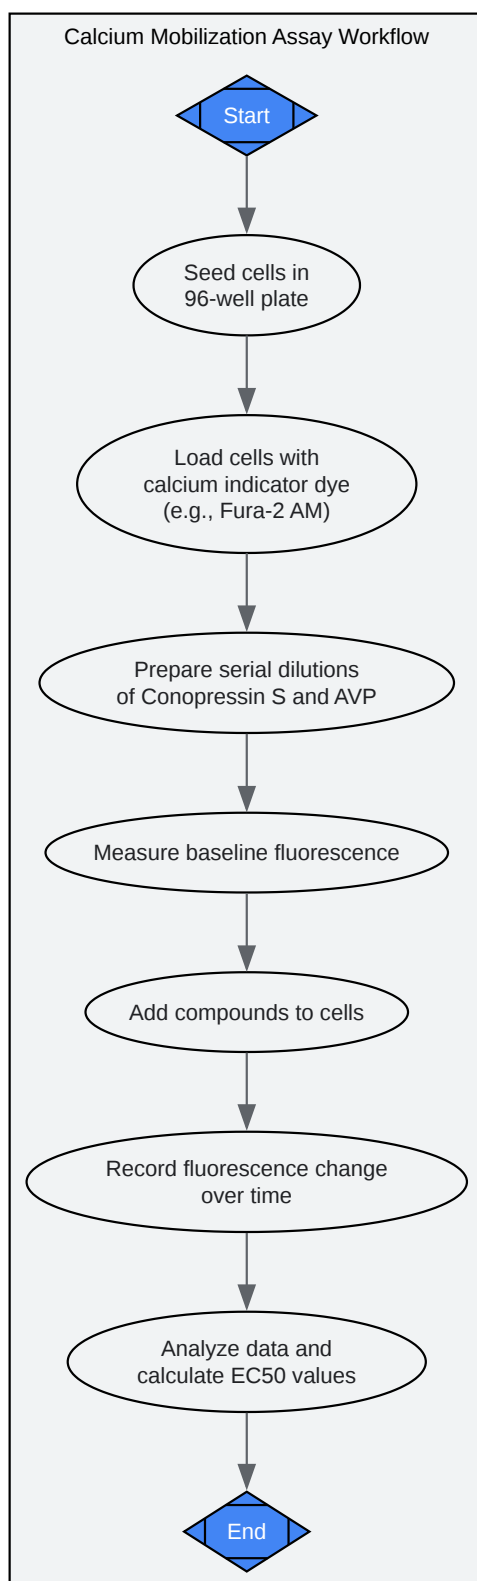 Calcium Mobilization Assay Workflow
Start
Seed cells in
96-well plate
Load cells with
calcium indicator dye
(e.g., Fura-2 AM)
Prepare serial dilutions
of Conopressin S and AVP
Measure baseline fluorescence
Add compounds to cells
Record fluorescence change
over time
Analyze data and
calculate EC50 values
End